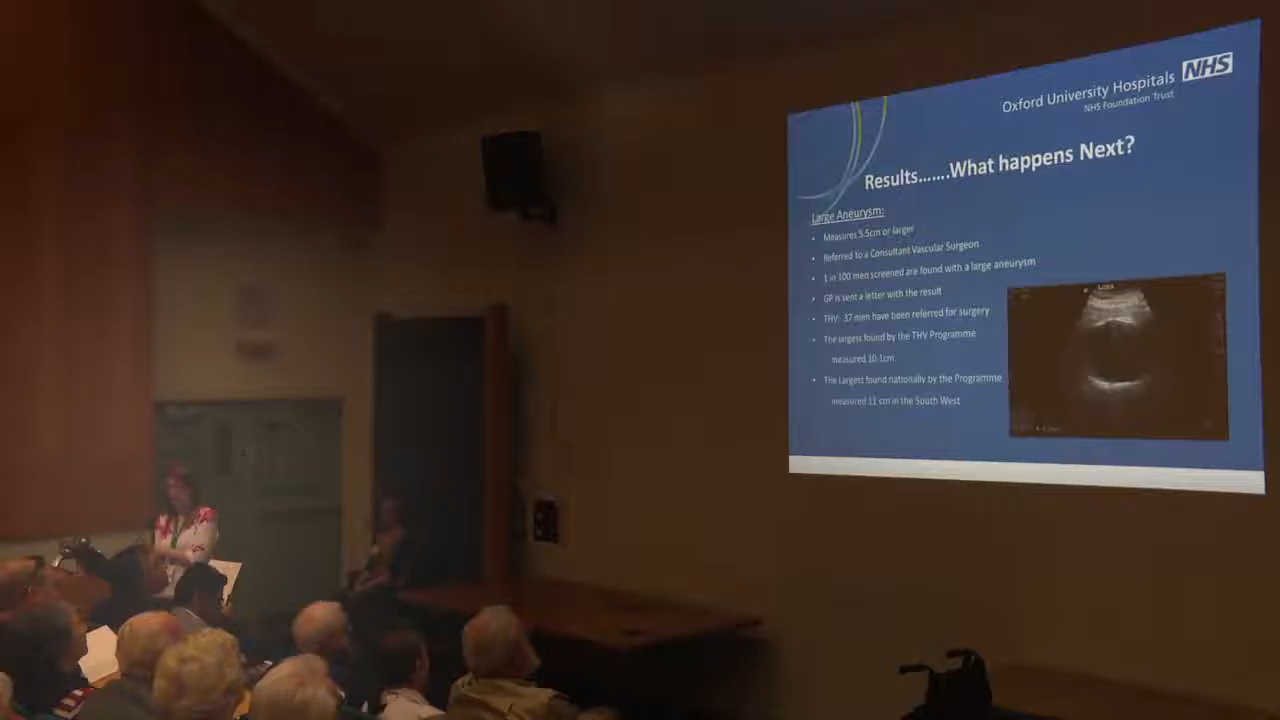 Oxford University Hospitals NHS
NHS Foundation Trust
Results.......What happens Next?
Large Aneurysm:
• Measures 5.5cm or larger
• Referred to a Consultant Vascular Surgeon
• 1 in 100 men screened are found with a large aneurysm
• GP is sent a letter with the result
• THV- 37 men have been referred for surgery
• The largest found by the THV Programme
measured 10.1cm
• The Largest found nationally by the Programme
measured 11 cm in the South West